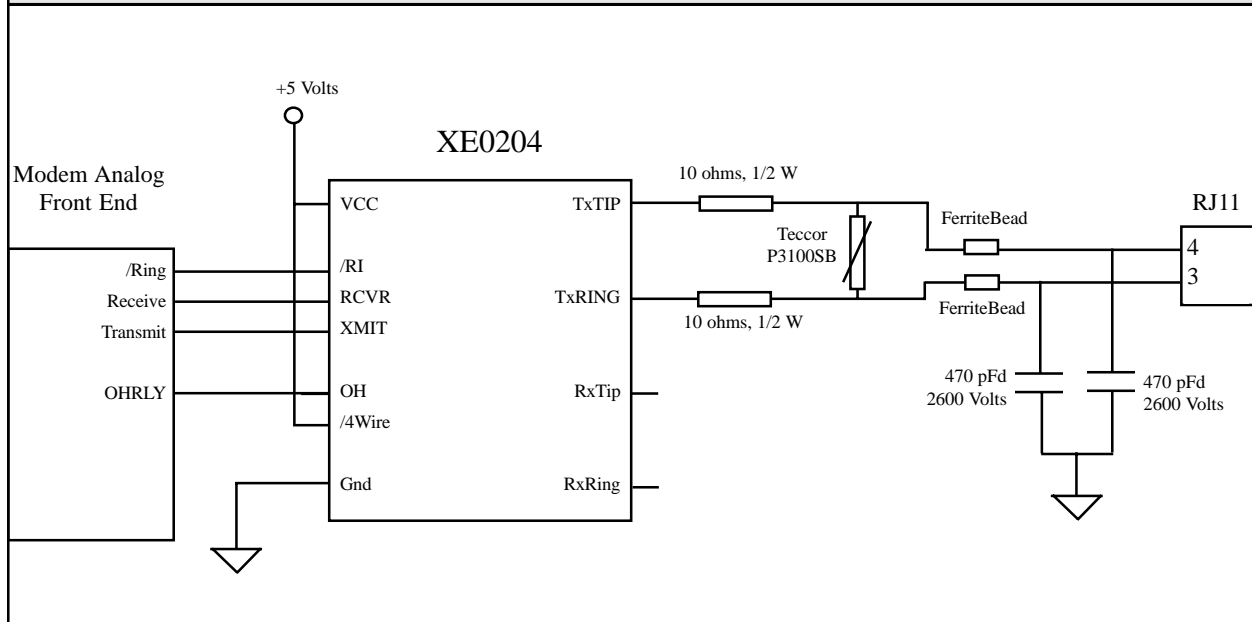 +5 Volts
XE0204
Modem Analog
Front End
10 ohms, 1/2 W
RJ11
VCC
TxTIP
FerriteBead
Teccor
P3100SB
4
3
/Ring
/RI
Receive
RCVR
TxRING
Transmit
XMIT
10 ohms, 1/2 W
FerriteBead
OHRLY
OH
RxTip
470 pFd
2600 Volts
470 pFd
2600 Volts
/4Wire
Gnd
RxRing